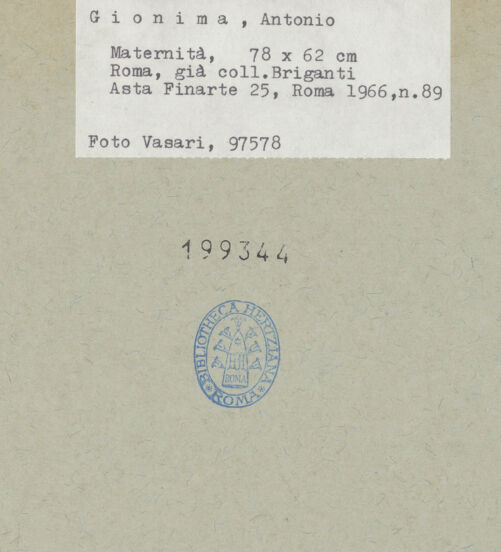 G i o n i m a , Antonio
Maternità, 78 x 62 cm
Roma, già coll.Briganti
Asta Finarte 25, Roma 1966,n.89
Foto Vasari, 97578
199344
BIBLIOTHECA HERTZIANA
ROMA
* ROMA *